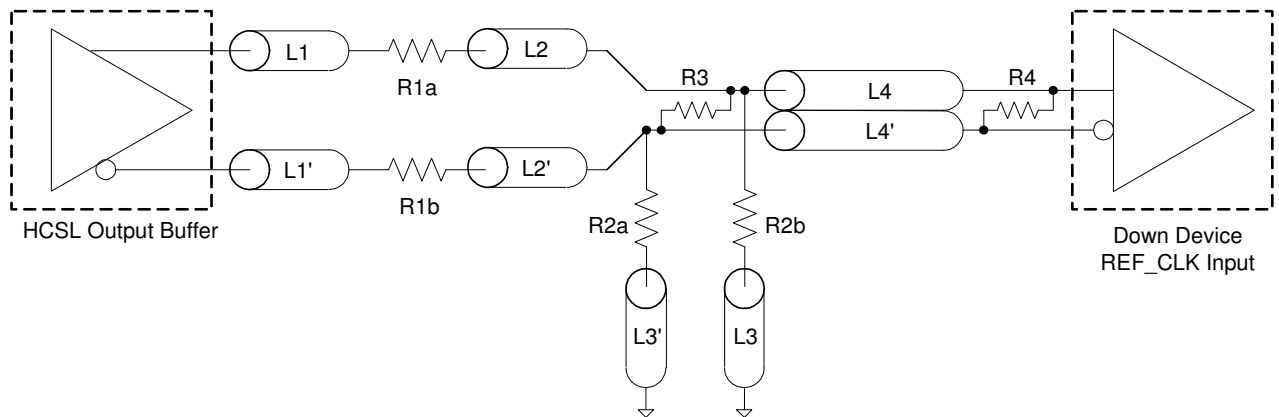 L1
R1a
L2
R3
L4
R4
L4'
L1'
R1b
L2'
HCSL Output Buffer
R2a
R2b
Down Device
REF_CLK Input
L3'
L3